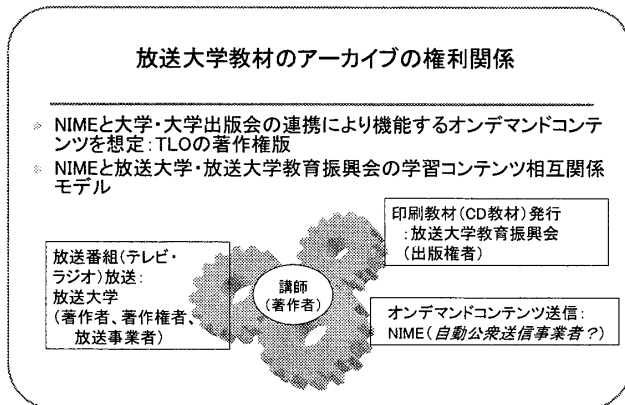 放送大学教材のアーカイブの権利関係
NIMEと大学・大学出版会の連携により機能するオンデマンドコンテ
ンツを想定：TLOの著作権版
NIMEと放送大学・放送大学教育振興会の学習コンテンツ相互関係
モデル
印刷教材（CD教材）発行
：放送大学教育振興会
（出版権者）
放送番組（テレビ・
ラジオ）放送：
放送大学
（著作者、著作権者、
放送事業者）
講師
（著作者）
オンデマンドコンテンツ送信：
NIME（自動公衆送信事業者？）